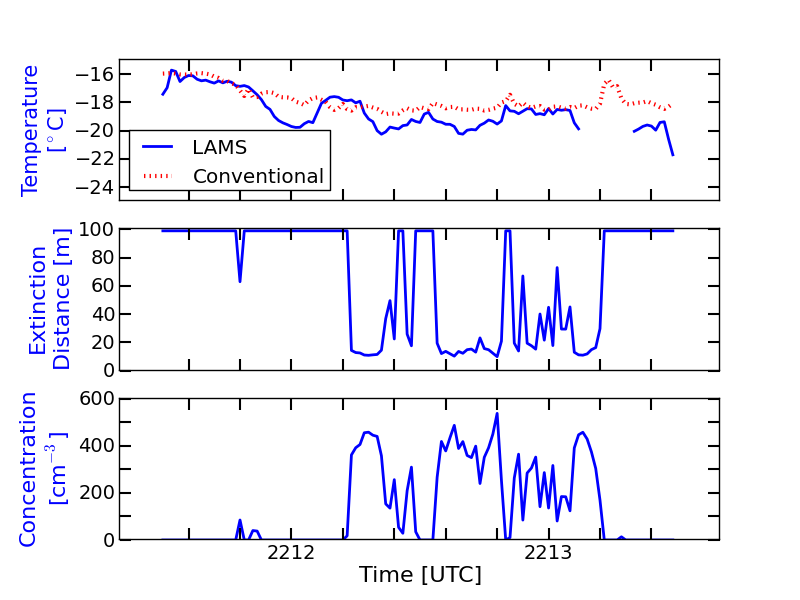 Temperature
[°C]
−16
−18
−20
−22
−24
LAMS
Conventional
Extinction
Distance [m]
100
80
60
40
20
0
Concentration
[cm⁻³]
600
400
200
0
2212
2213
Time [UTC]